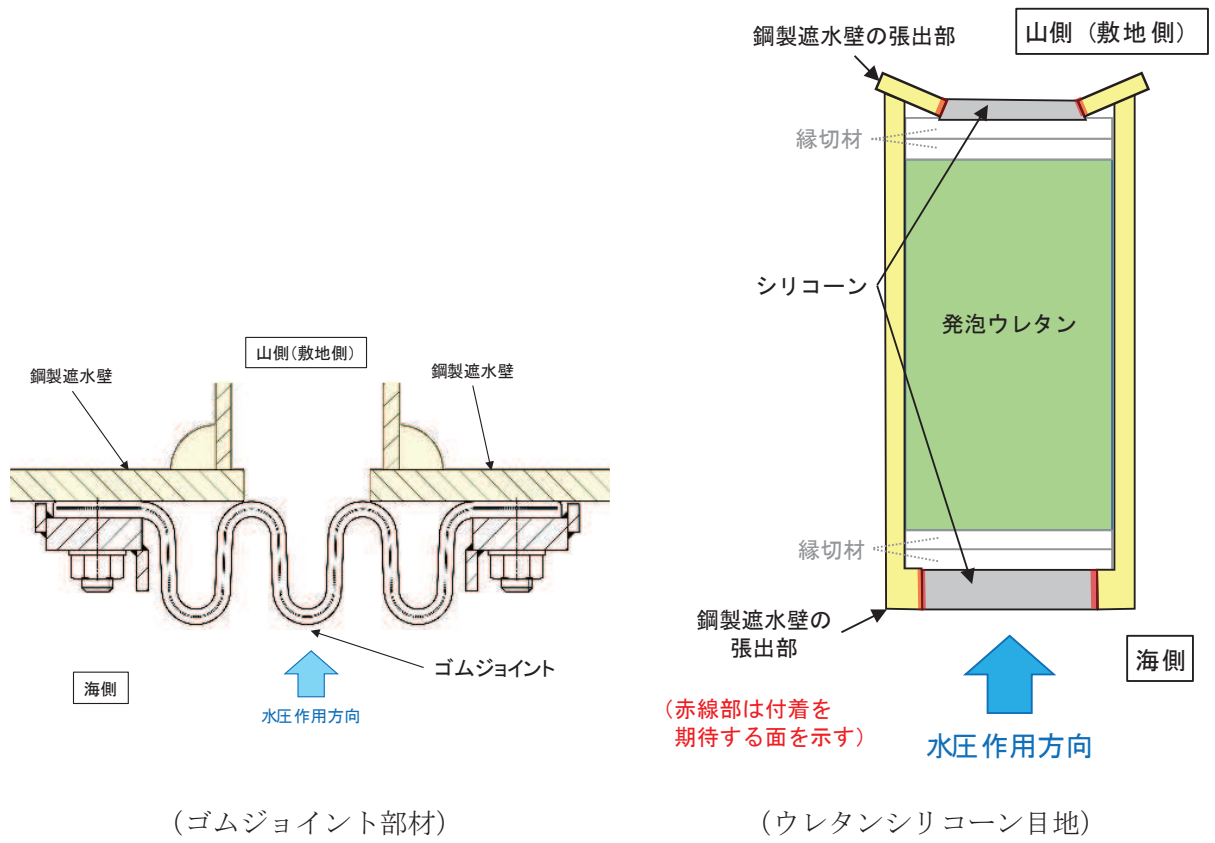 山側(敷地側)
鋼製遮水壁
鋼製遮水壁
ゴムジョイント
海側
水圧作用方向
(ゴムジョイント部材)
鋼製遮水壁の張出部
山側(敷地側)
縁切材
シリコーン
発泡ウレタン
縁切材
鋼製遮水壁の
張出部
海側
(赤線部は付着を
期待する面を示す)
水圧作用方向
(ウレタンシリコーン目地)